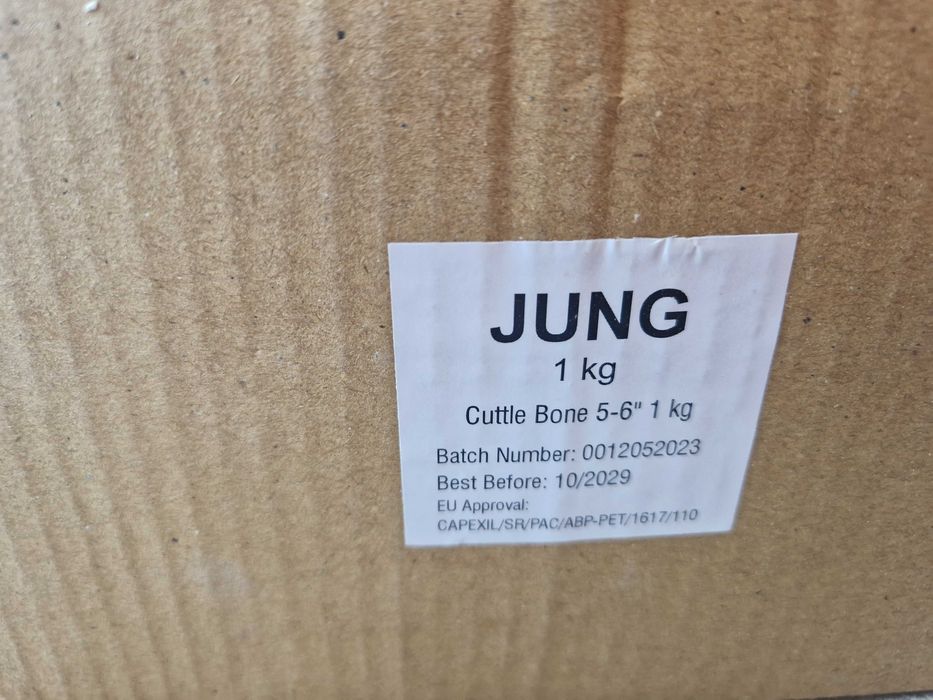 JUNG
1 kg
Cuttle Bone 5-6" 1 kg
Batch Number: 0012052023
Best Before: 10/2029
EU Approval:
CAPEXIL/SR/PAC/ABP-PET/1617/110